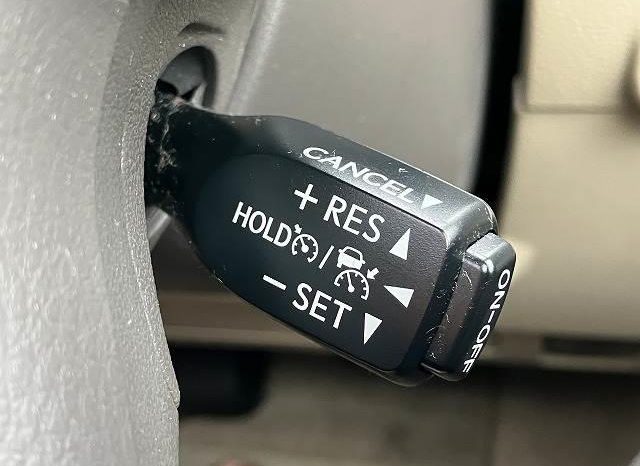 CANCEL▼
+ RES ▲
HOLD / ◀
− SET ▼
ON-OFF